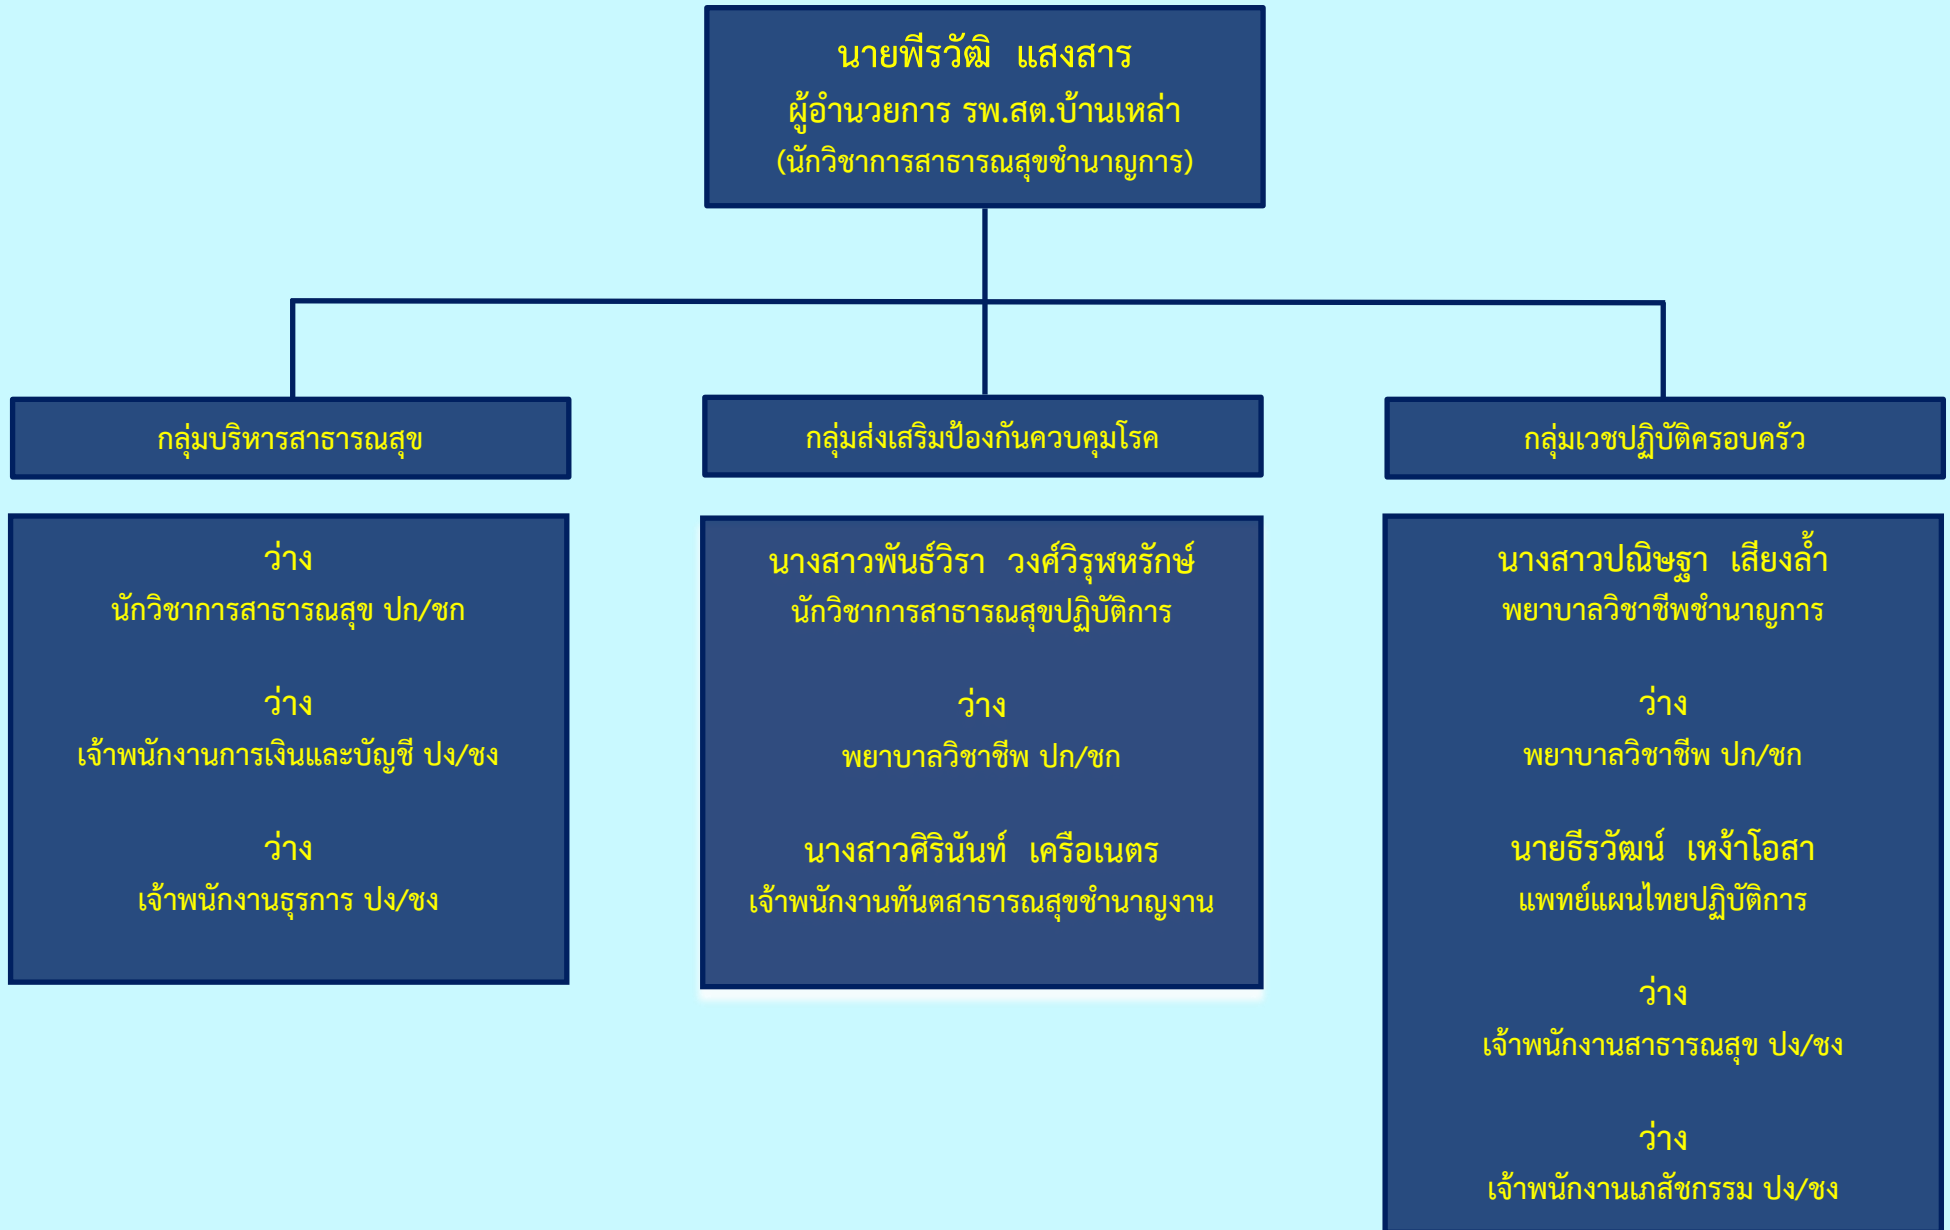 นายพีรวัฒิ แสงสาร
ผู้อำนวยการ รพ.สต.บ้านเหล่า
(นักวิชาการสาธารณสุขชำนาญการ)
กลุ่มบริหารสาธารณสุข
ว่าง
นักวิชาการสาธารณสุข ปก/ชก
ว่าง
เจ้าพนักงานการเงินและบัญชี ปง/ชง
ว่าง
เจ้าพนักงานธุรการ ปง/ชง
กลุ่มส่งเสริมป้องกันควบคุมโรค
นางสาวพันธ์วิรา วงศ์วิรุฬหรักษ์
นักวิชาการสาธารณสุขปฏิบัติการ
ว่าง
พยาบาลวิชาชีพ ปก/ชก
นางสาวศิรินันท์ เครือเนตร
เจ้าพนักงานทันตสาธารณสุขชำนาญงาน
กลุ่มเวชปฏิบัติครอบครัว
นางสาวปณิษฐา เสียงล้ำ
พยาบาลวิชาชีพชำนาญการ
ว่าง
พยาบาลวิชาชีพ ปก/ชก
นายธีรวัฒน์ เหง้าโอสา
แพทย์แผนไทยปฏิบัติการ
ว่าง
เจ้าพนักงานสาธารณสุข ปง/ชง
ว่าง
เจ้าพนักงานเภสัชกรรม ปง/ชง